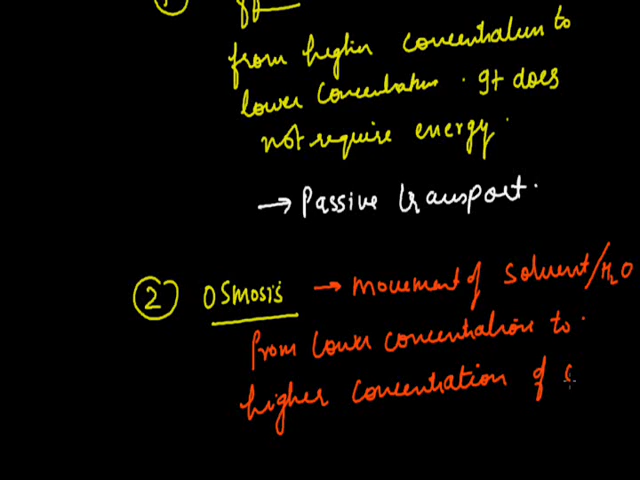 from higher concentration to
lower concentration. It does
not require energy.
→ Passive transport.
2 Osmosis → movement of solvent/H₂O
from lower concentration to
higher concentration of